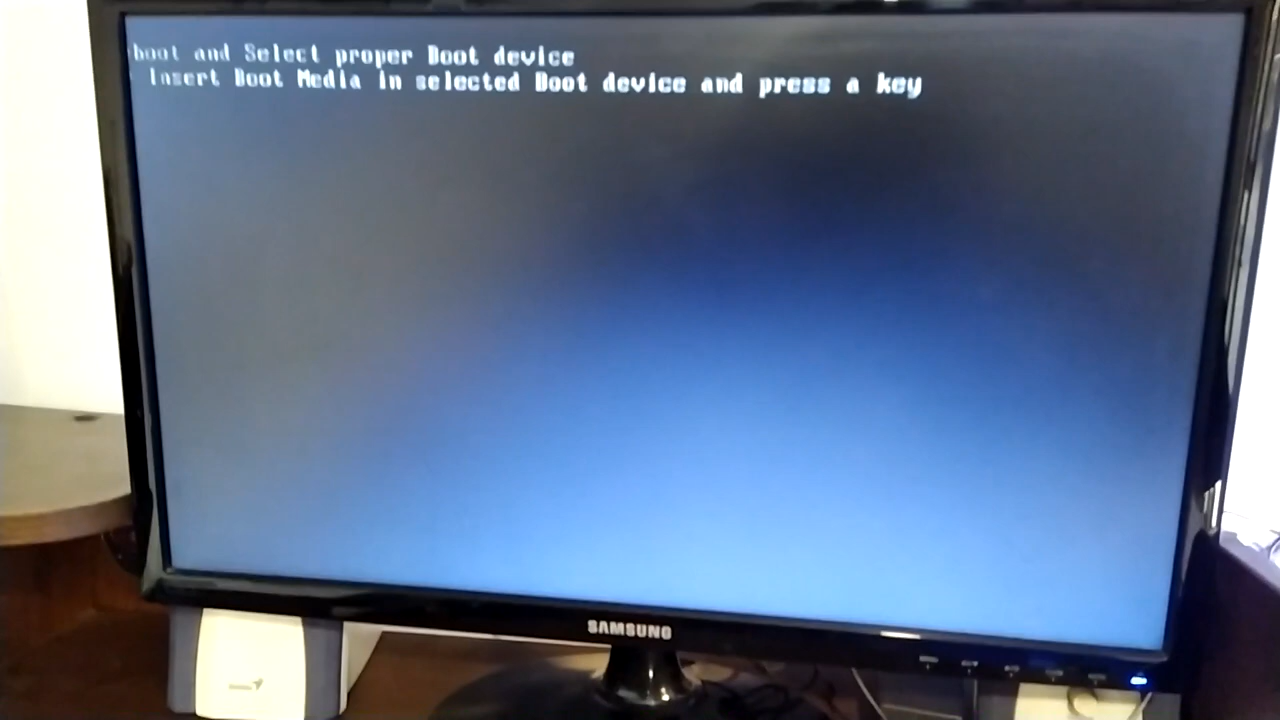 boot and Select proper Boot device
Insert Boot Media in selected Boot device and press a key
SAMSUNG